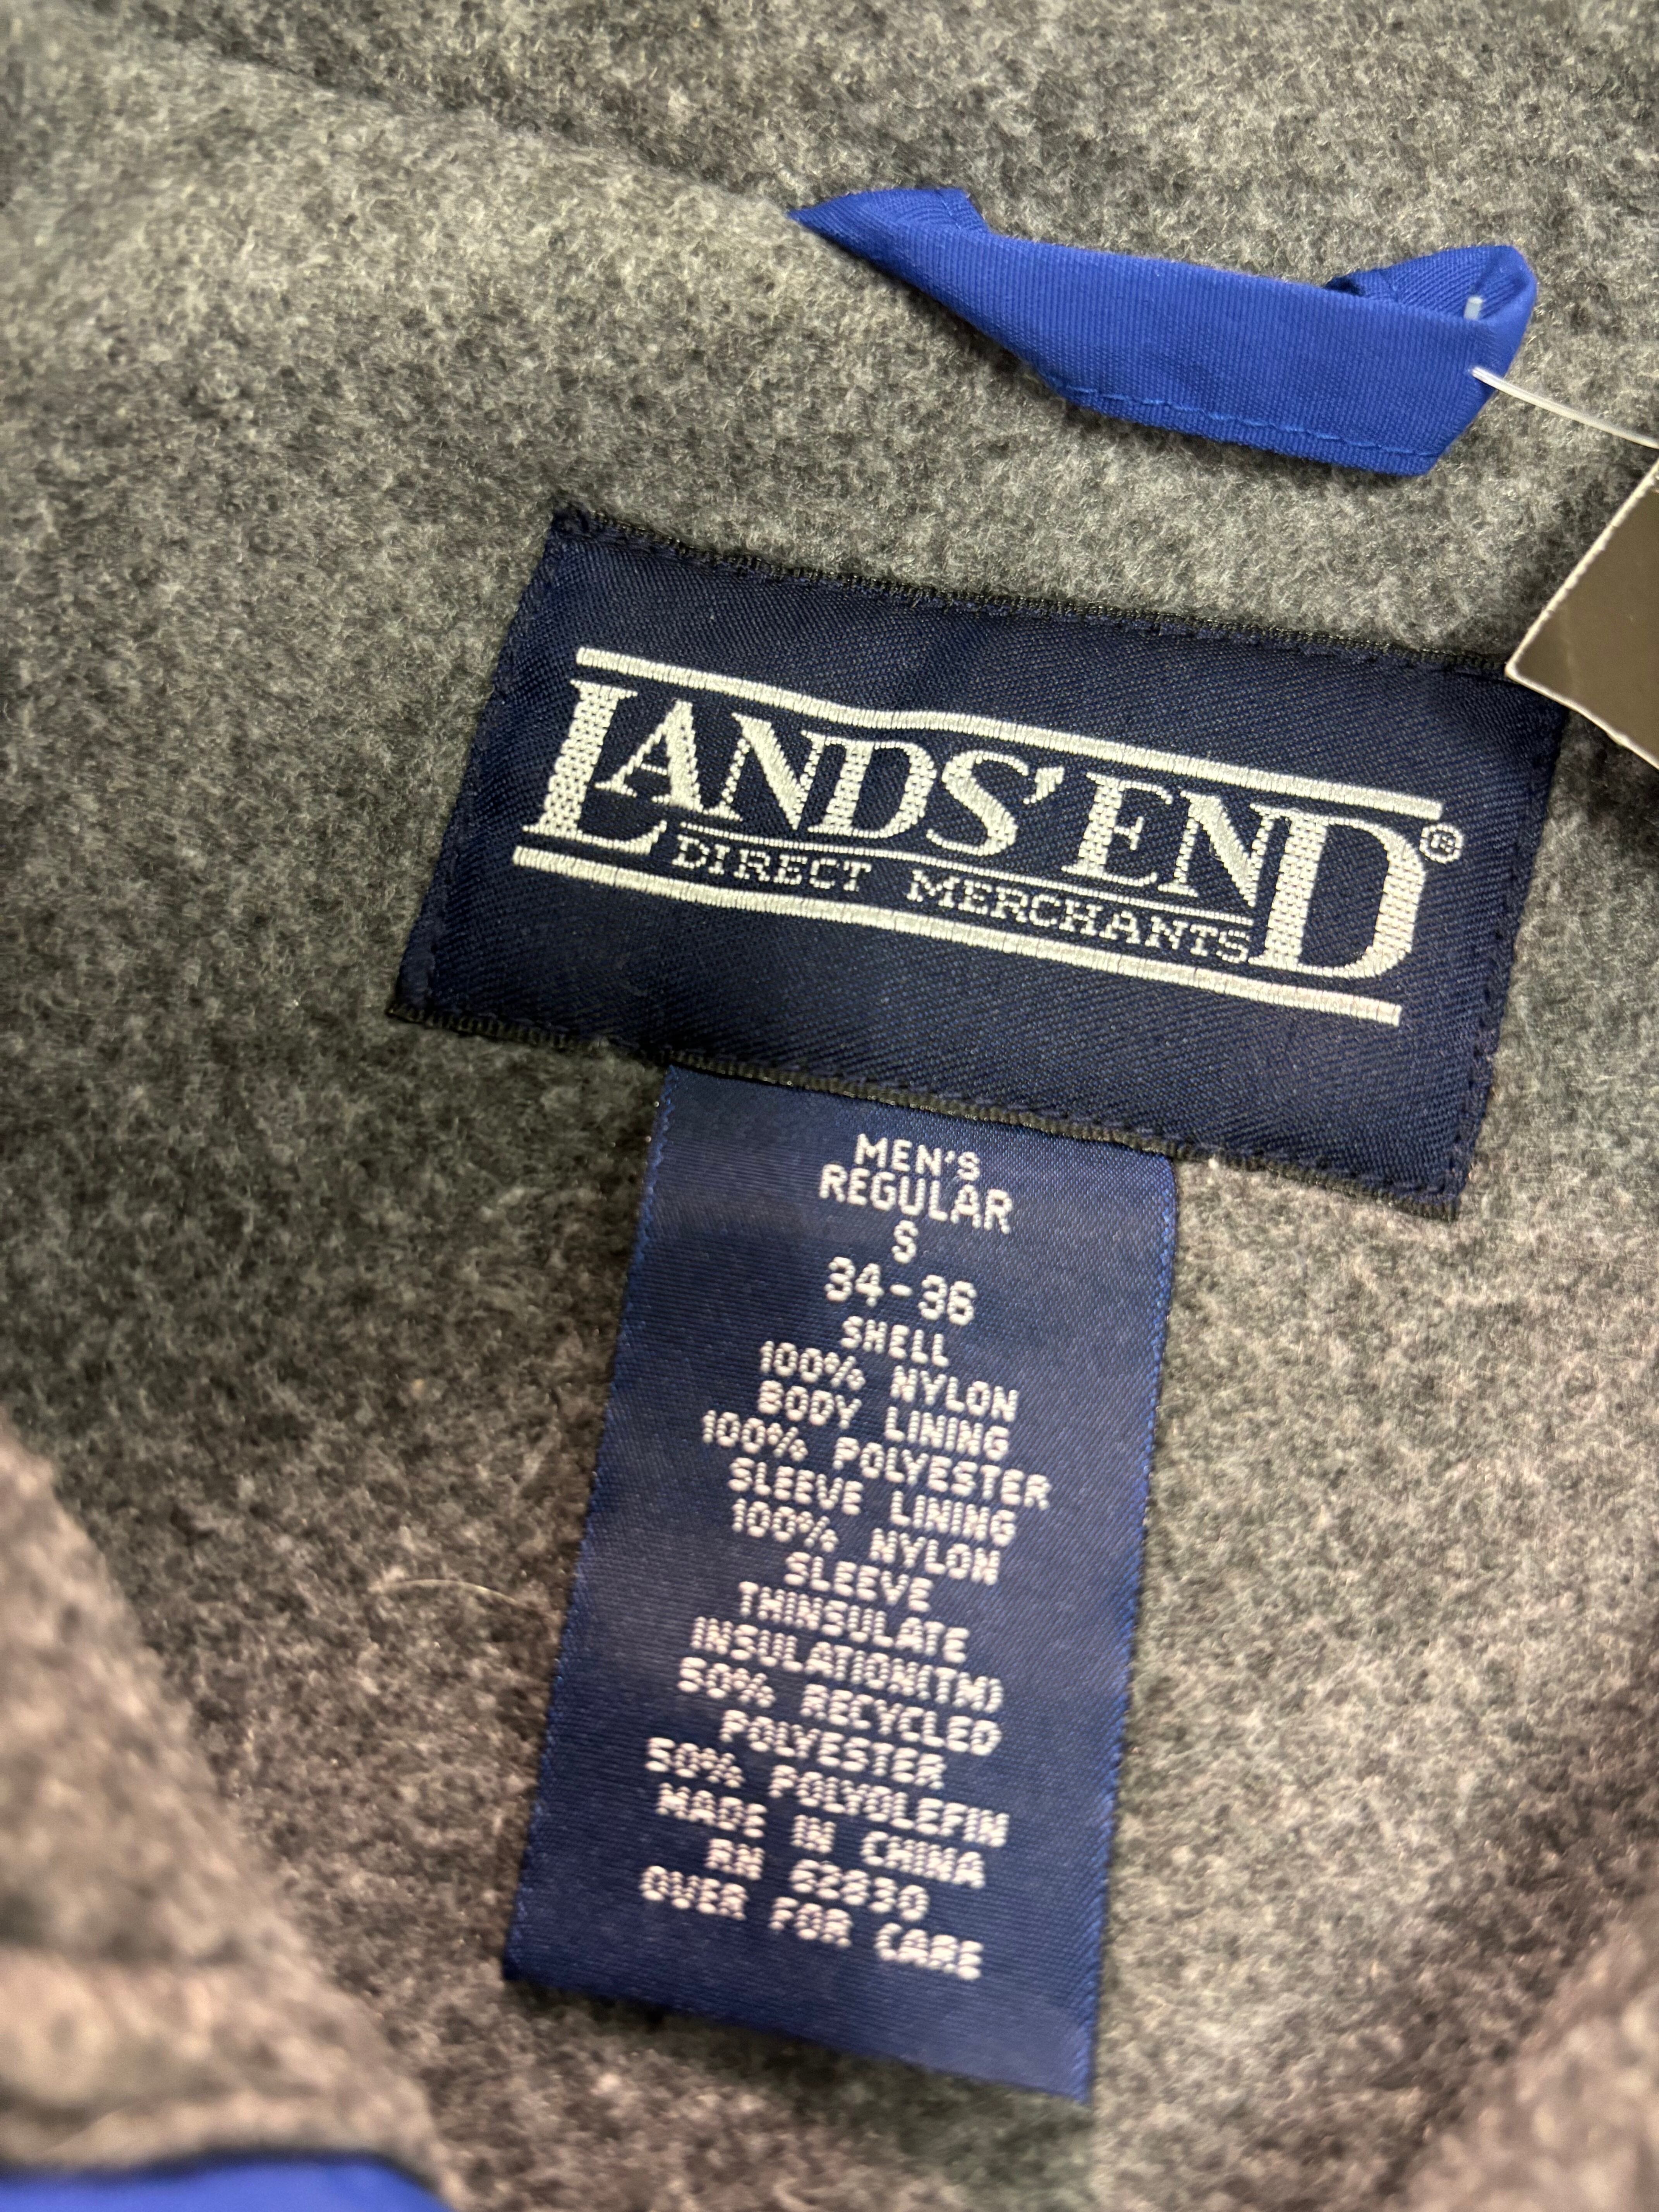 LANDS' END®
DIRECT MERCHANTS
MEN'S
REGULAR
S
34-36
SHELL
100% NYLON
BODY LINING
100% POLYESTER
SLEEVE LINING
100% NYLON
SLEEVE
THINSULATE
INSULATION(TM)
50% RECYCLED
POLYESTER
50% POLYOLEFIN
MADE IN CHINA
RN 62830
OVER FOR CARE